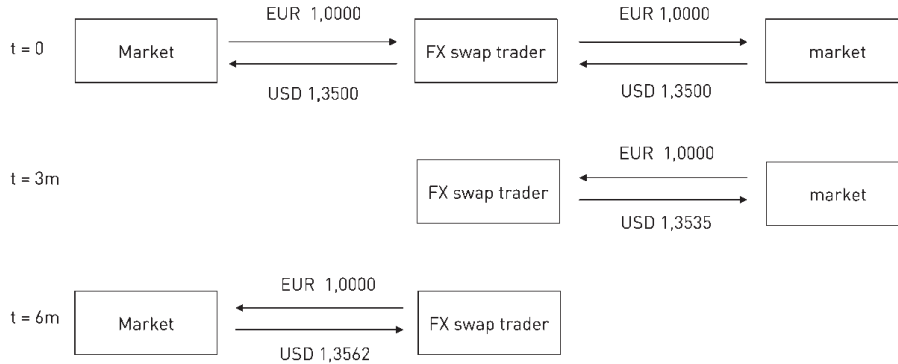 EUR 1,0000
EUR 1,0000
t = 0
Market
FX swap trader
market
USD 1,3500
USD 1,3500
EUR 1,0000
t = 3m
FX swap trader
market
USD 1,3535
EUR 1,0000
t = 6m
Market
FX swap trader
USD 1,3562